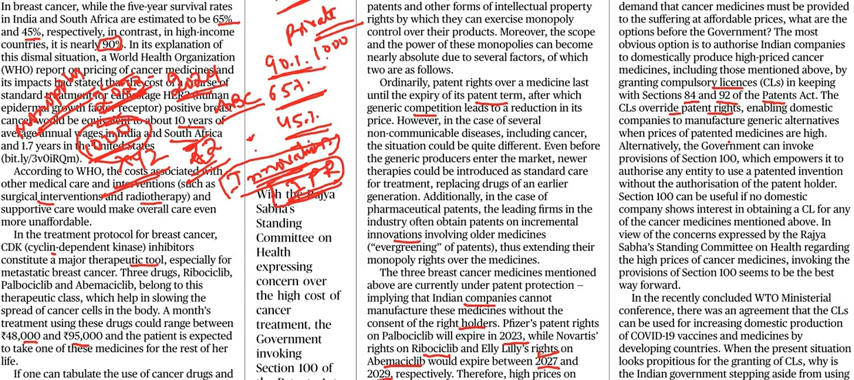 In breast cancer, while the five-year survival rates
in India and South Africa are estimated to be 65%
and 45%, respectively, in contrast, in high-income
countries, it is nearly 90%. In its explanation of
this dismal situation, a World Health Organization
(WHO) report on pricing of cancer medicines and
its impacts had stated that the cost of a course of
standard treatment for early stage HER2 (human
epidermal growth factor receptor) positive breast
cancer would be equivalent to about 10 years of
average annual wages in India and South Africa
and 1.7 years in the United States
(bit.ly/3v0iRQm).
According to WHO, the costs associated with
other medical care and interventions (such as
surgical interventions and radiotherapy) and
supportive care would make overall care even
more unaffordable.
In the treatment protocol for breast cancer,
CDK (cyclin-dependent kinase) inhibitors
constitute a major therapeutic tool, especially for
metastatic breast cancer. Three drugs, Ribociclib,
Palbociclib and Abemaciclib, belong to this
therapeutic class, which help in slowing the
spread of cancer cells in the body. A month's
treatment using these drugs could range between
₹48,000 and ₹95,000 and the patient is expected
to take one of these medicines for the rest of her
life.
If one can tabulate the use of cancer drugs and
Private
90.1. 1000
65%
45%
With the Rajya
Sabha's
Standing
Committee on
Health
expressing
concern over
the high cost of
cancer
treatment, the
Government
invoking
Section 100 of
patents and other forms of intellectual property
rights by which they can exercise monopoly
control over their products. Moreover, the scope
and the power of these monopolies can become
nearly absolute due to several factors, of which
two are as follows.
Ordinarily, patent rights over a medicine last
until the expiry of its patent term, after which
generic competition leads to a reduction in its
price. However, in the case of several
non-communicable diseases, including cancer,
the situation could be quite different. Even before
the generic producers enter the market, newer
therapies could be introduced as standard care
for treatment, replacing drugs of an earlier
generation. Additionally, in the case of
pharmaceutical patents, the leading firms in the
industry often obtain patents on incremental
innovations involving older medicines
("evergreening" of patents), thus extending their
monopoly rights over the medicines.
The three breast cancer medicines mentioned
above are currently under patent protection —
implying that Indian companies cannot
manufacture these medicines without the
consent of the right holders. Pfizer's patent rights
on Palbociclib will expire in 2023, while Novartis'
rights on Ribociclib and Elly Lilly's rights on
Abemaciclib would expire between 2027 and
2029, respectively. Therefore, high prices on
demand that cancer medicines must be provided
to the suffering at affordable prices, what are the
options before the Government? The most
obvious option is to authorise Indian companies
to domestically produce high-priced cancer
medicines, including those mentioned above, by
granting compulsory licences (CLs) in keeping
with Sections 84 and 92 of the Patents Act. The
CLs override patent rights, enabling domestic
companies to manufacture generic alternatives
when prices of patented medicines are high.
Alternatively, the Government can invoke
provisions of Section 100, which empowers it to
authorise any entity to use a patented invention
without the authorisation of the patent holder.
Section 100 can be useful if no domestic
company shows interest in obtaining a CL for any
of the cancer medicines mentioned above. In
view of the concerns expressed by the Rajya
Sabha's Standing Committee on Health regarding
the high prices of cancer medicines, invoking the
provisions of Section 100 seems to be the best
way forward.
In the recently concluded WTO Ministerial
conference, there was an agreement that the CLs
can be used for increasing domestic production
of COVID-19 vaccines and medicines by
developing countries. When the present situation
looks propitious for the granting of CLs, why is
the Indian government stepping aside from using